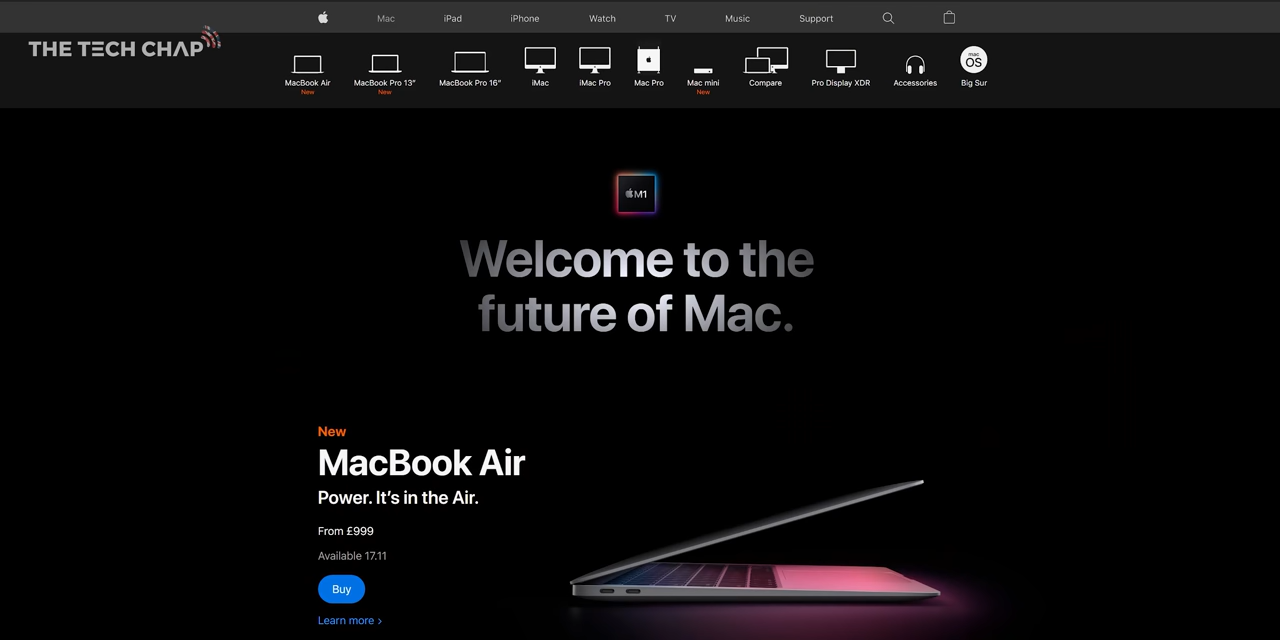 Mac
iPad
iPhone
Watch
TV
Music
Support
THE TECH CHAP
MacBook Air
New
MacBook Pro 13”
New
MacBook Pro 16”
iMac
iMac Pro
Mac Pro
Mac mini
New
Compare
Pro Display XDR
Accessories
mac
OS
Big Sur
M1
Welcome to the
future of Mac.
New
MacBook Air
Power. It’s in the Air.
From £999
Available 17.11
Buy
Learn more >